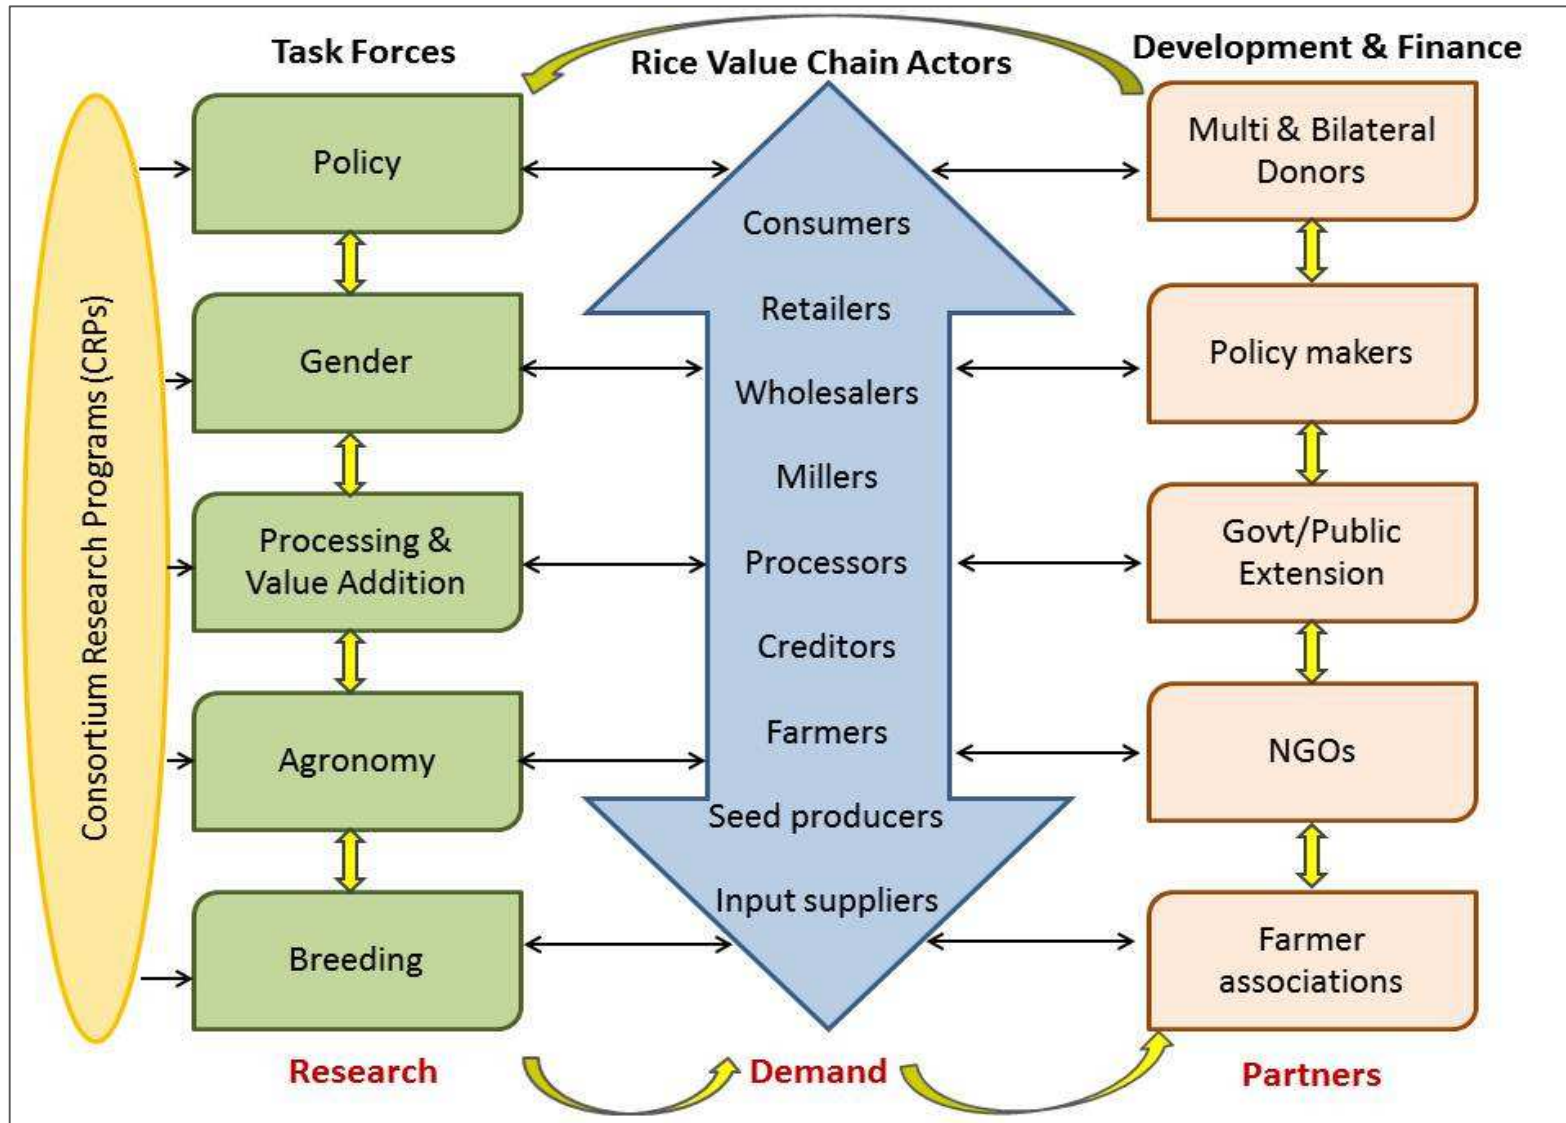 Task Forces
Rice Value Chain Actors
Development & Finance
Consortium Research Programs (CRPs)
Policy
Gender
Processing &
Value Addition
Agronomy
Breeding
Consumers
Retailers
Wholesalers
Millers
Processors
Creditors
Farmers
Seed producers
Input suppliers
Multi & Bilateral
Donors
Policy makers
Govt/Public
Extension
NGOs
Farmer
associations
Research
Demand
Partners